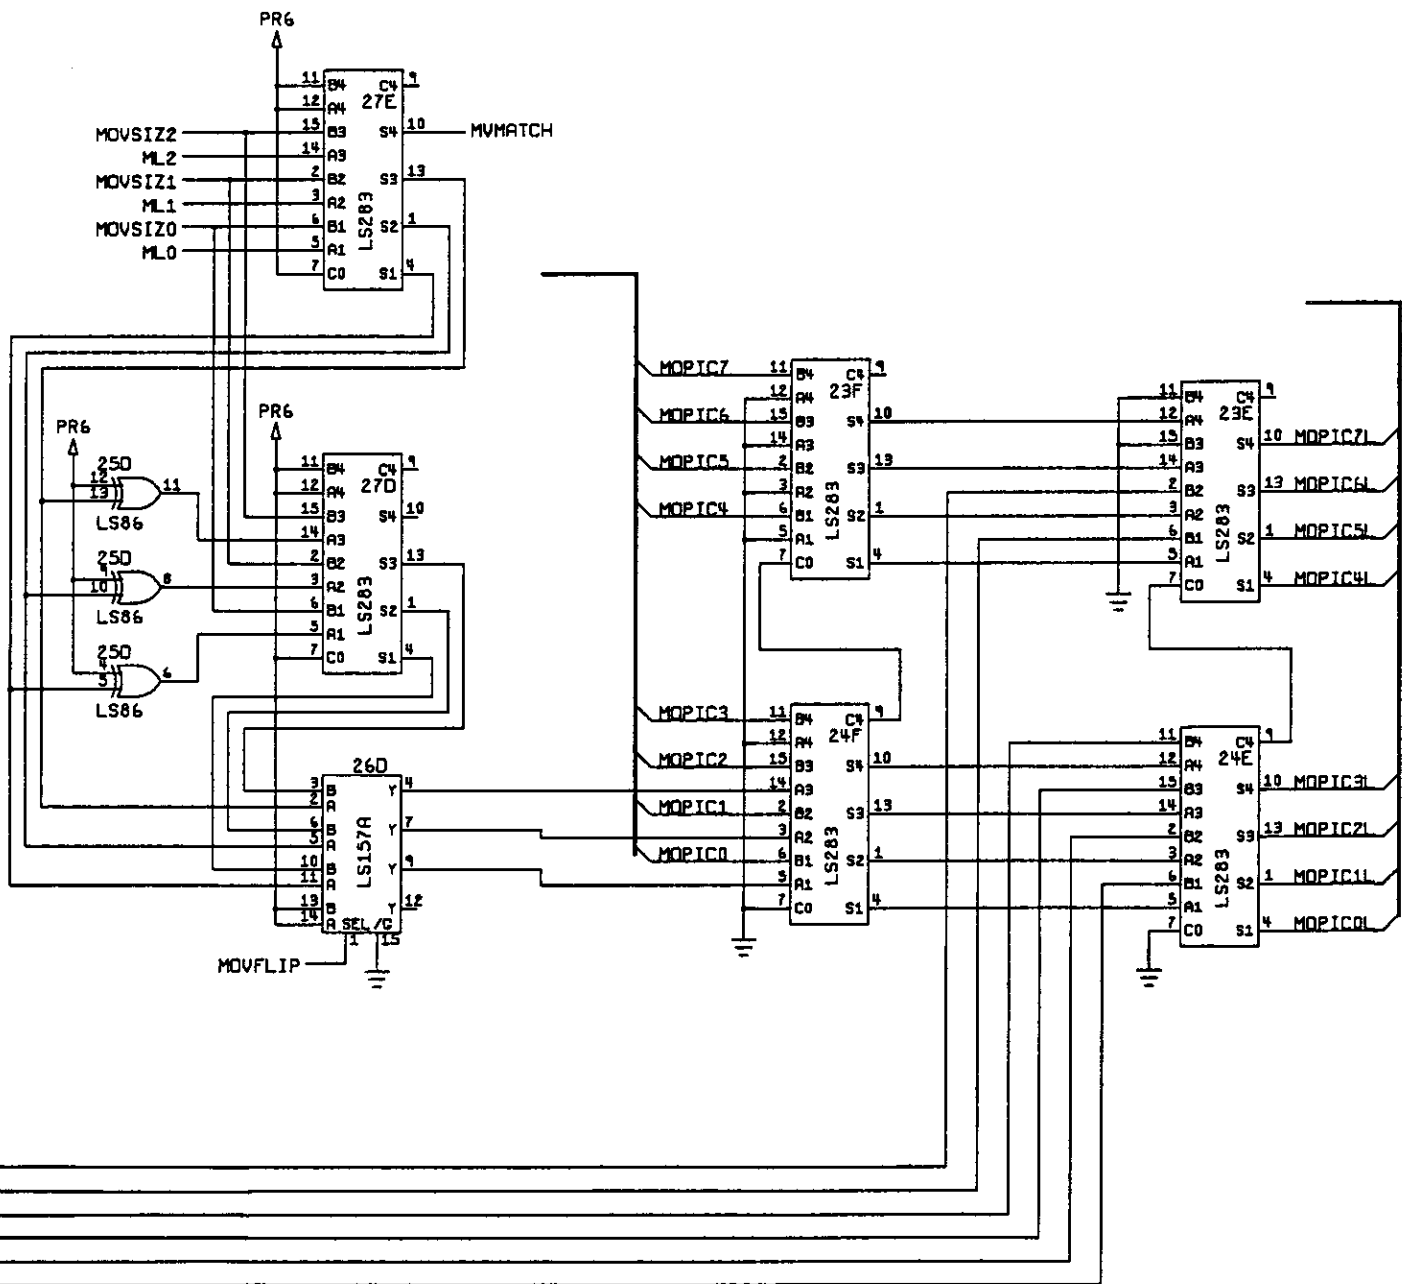 PR6
11 B4 C4 9
12 A4 27E
MOVSIZ2 15 B3 S4 10 MVMATCH
ML2 14 A3
MOVSIZ1 2 B2 S3 13
ML1 3 A2
MOVSIZ0 6 B1 S2 1
ML0 5 A1
7 C0 S1 4
LS283
PR6
25D
12
13 11
LS86
25D
9
10 8
LS86
25D
4
5 6
LS86
PR6
11 B4 C4 9
12 A4 27D
15 B3 S4 10
14 A3
2 B2 S3 13
3 A2
6 B1 S2 1
5 A1
7 C0 S1 4
LS283
26D
3 B Y 4
2 A
6 B Y 7
5 A
10 B Y 9
11 A
13 B Y 12
14 A SEL /G
1 15
LS157A
MOVFLIP
MOPIC7 11 B4 C4 9
12 A4 23F
MOPIC6 15 B3 S4 10
14 A3
MOPIC5 2 B2 S3 13
3 A2
MOPIC4 6 B1 S2 1
5 A1
7 C0 S1 4
LS283
MOPIC3 11 B4 C4 9
12 A4 24F
MOPIC2 15 B3 S4 10
14 A3
MOPIC1 2 B2 S3 13
3 A2
MOPIC0 6 B1 S2 1
5 A1
7 C0 S1 4
LS283
11 B4 C4 9
12 A4 23E
15 B3 S4 10 MOPIC7L
14 A3
2 B2 S3 13 MOPIC6L
3 A2
6 B1 S2 1 MOPIC5L
5 A1
7 C0 S1 4 MOPIC4L
LS283
11 B4 C4 9
12 A4 24E
15 B3 S4 10 MOPIC3L
14 A3
2 B2 S3 13 MOPIC2L
3 A2
6 B1 S2 1 MOPIC1L
5 A1
7 C0 S1 4 MOPIC0L
LS283